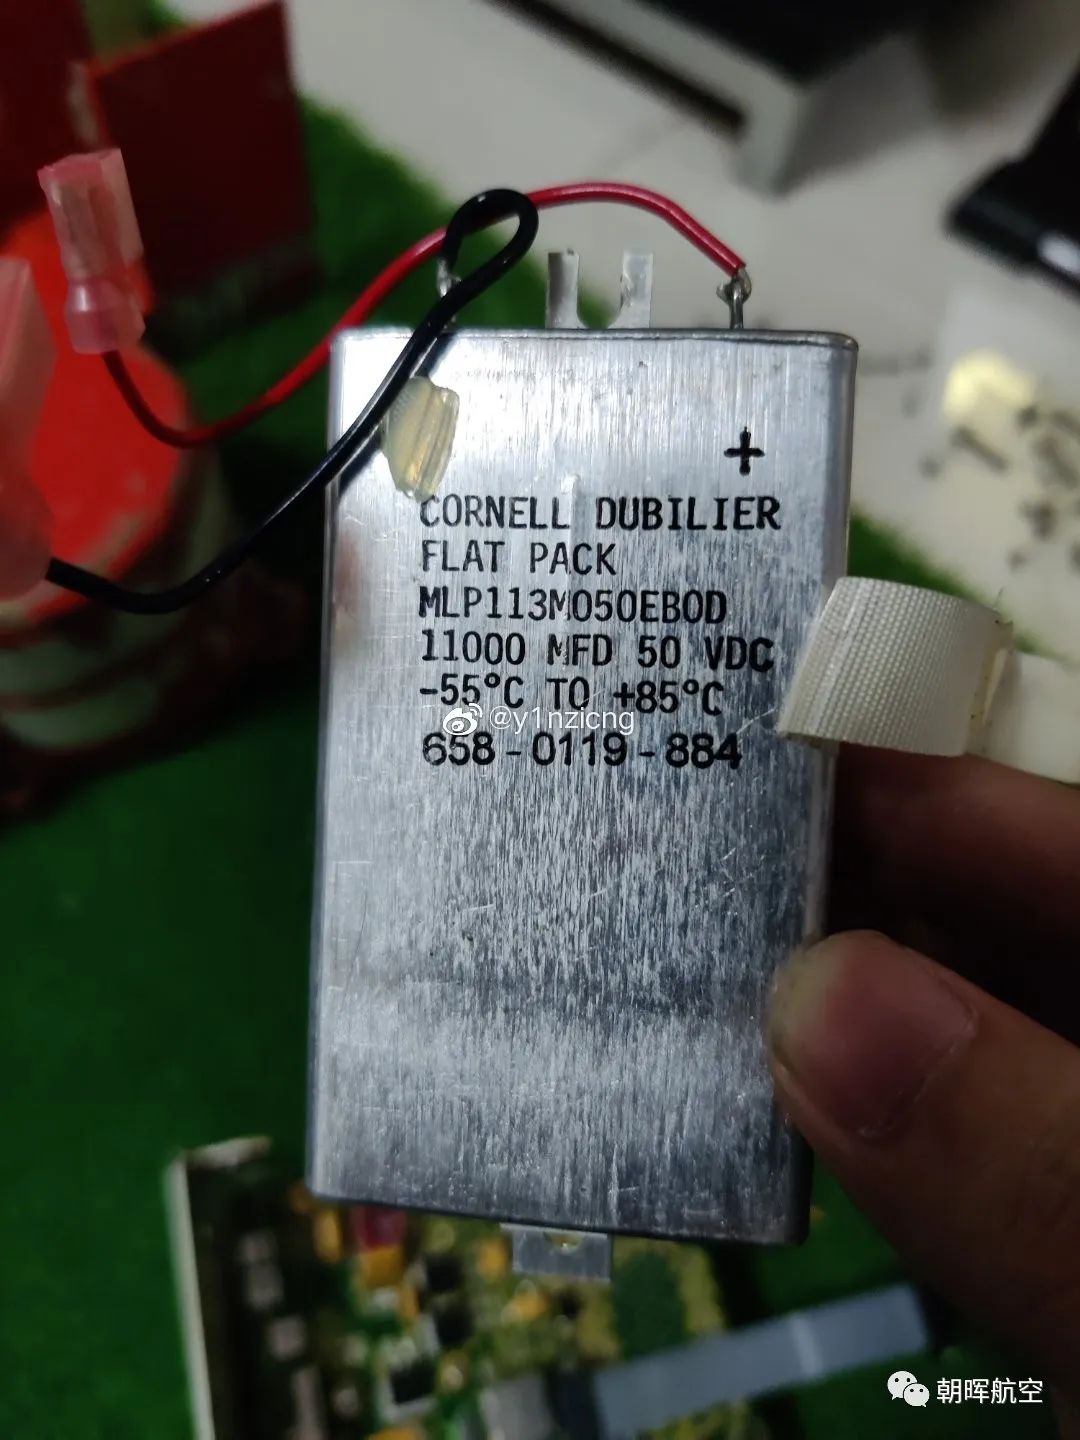 +
CORNELL DUBILIER
FLAT PACK
MLP113M050EB0D
11000 MFD 50 VDC
-55°C TO +85°C
@y1nzicng
658-0119-884
朝晖航空